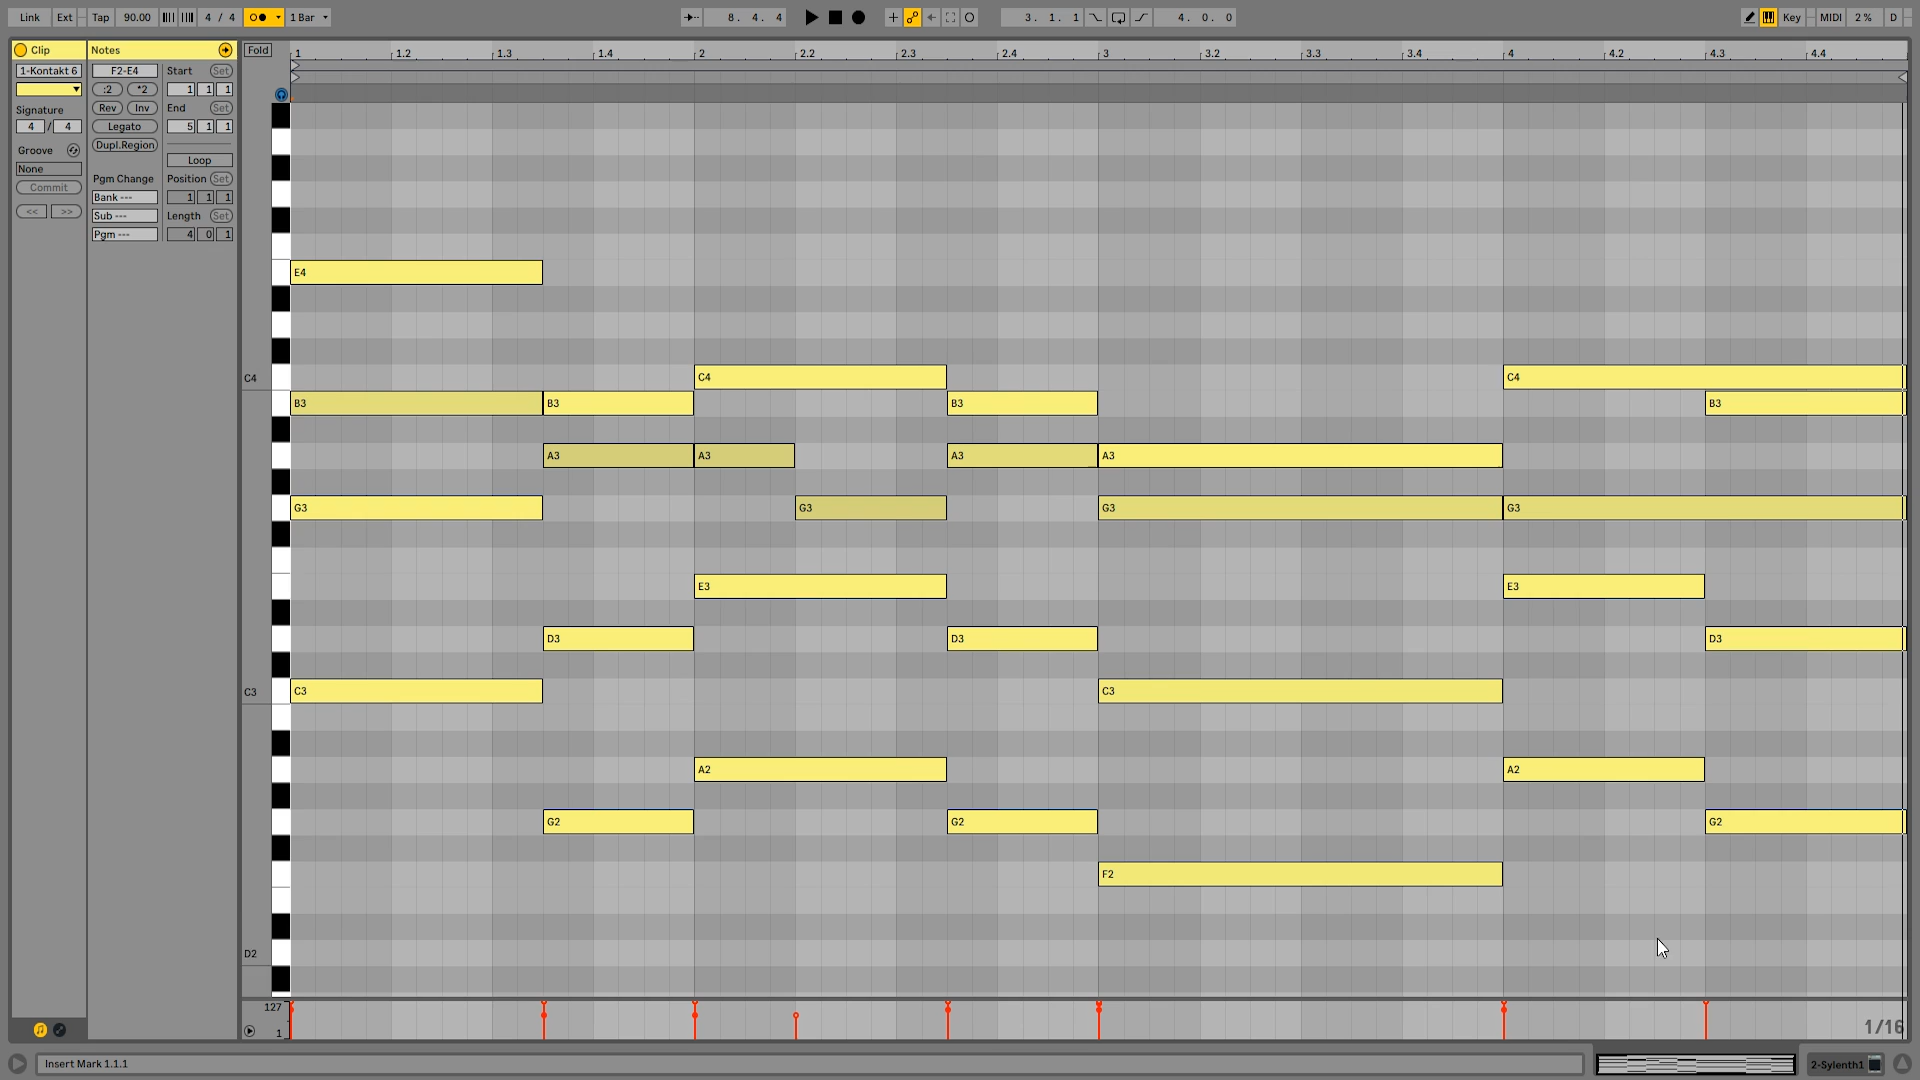 Link Ext Tap 90.00 4 / 4 1 Bar 8. 4. 4 3. 1. 1 4. 0. 0 Key MIDI 2 % D
Clip Notes Fold 1 1.2 1.3 1.4 2 2.2 2.3 2.4 3 3.2 3.3 3.4 4 4.2 4.3 4.4
1-Kontakt 6 F2-E4 Start Set
:2 *2 1 1 1
Signature Rev Inv End Set
4 / 4 Legato 5 1 1
Groove Dupl.Region
None Loop
Commit Pgm Change Position Set
Bank --- 1 1 1
<< >> Sub --- Length Set
Pgm --- 4 0 1
E4
C4 C4 C4
B3 B3 B3 B3
A3 A3 A3 A3
G3 G3 G3 G3
E3 E3
D3 D3 D3
C3 C3 C3
A2 A2
G2 G2 G2
F2
D2
127
1 1/16
Insert Mark 1.1.1 2-Sylenth1